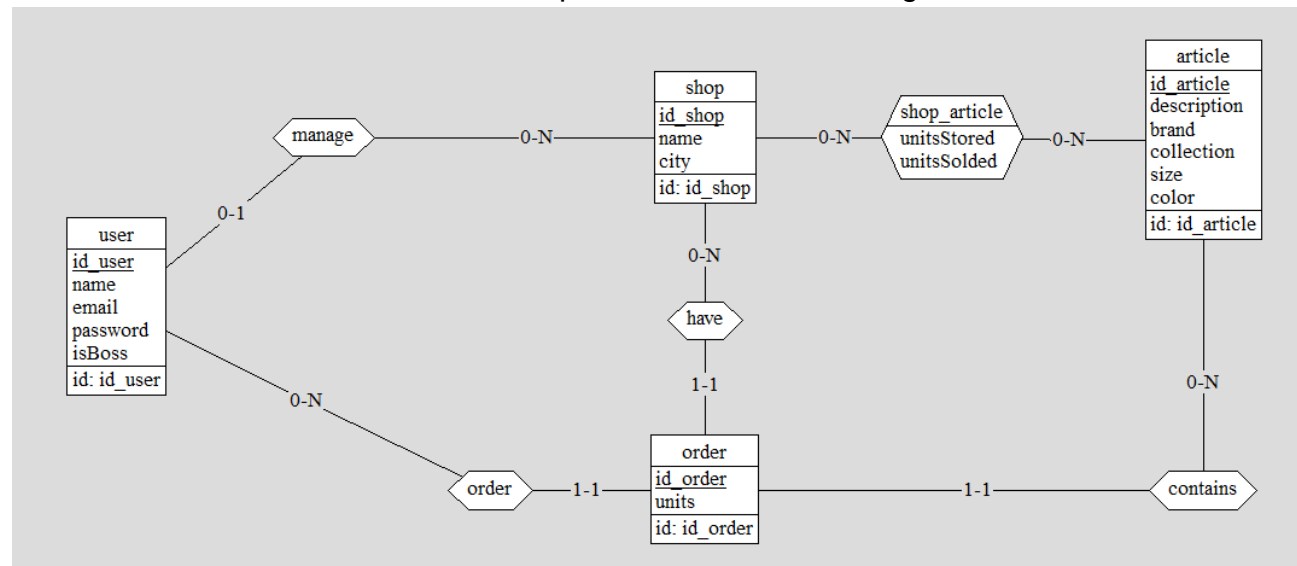 article
id_article
description
brand
collection
size
color
id: id_article
shop
id_shop
name
city
id: id_shop
shop_article
unitsStored
unitsSolded
manage
0-N
0-N
0-N
0-1
user
id_user
name
email
password
isBoss
id: id_user
0-N
have
1-1
0-N
0-N
order
id_order
units
id: id_order
order
1-1
1-1
contains